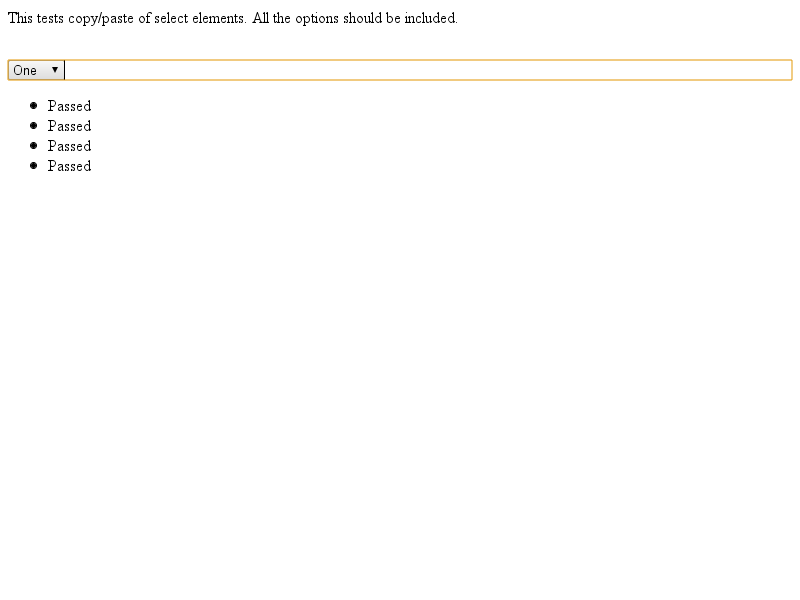 This tests copy/paste of select elements. All the options should be included.
One
Passed
Passed
Passed
Passed